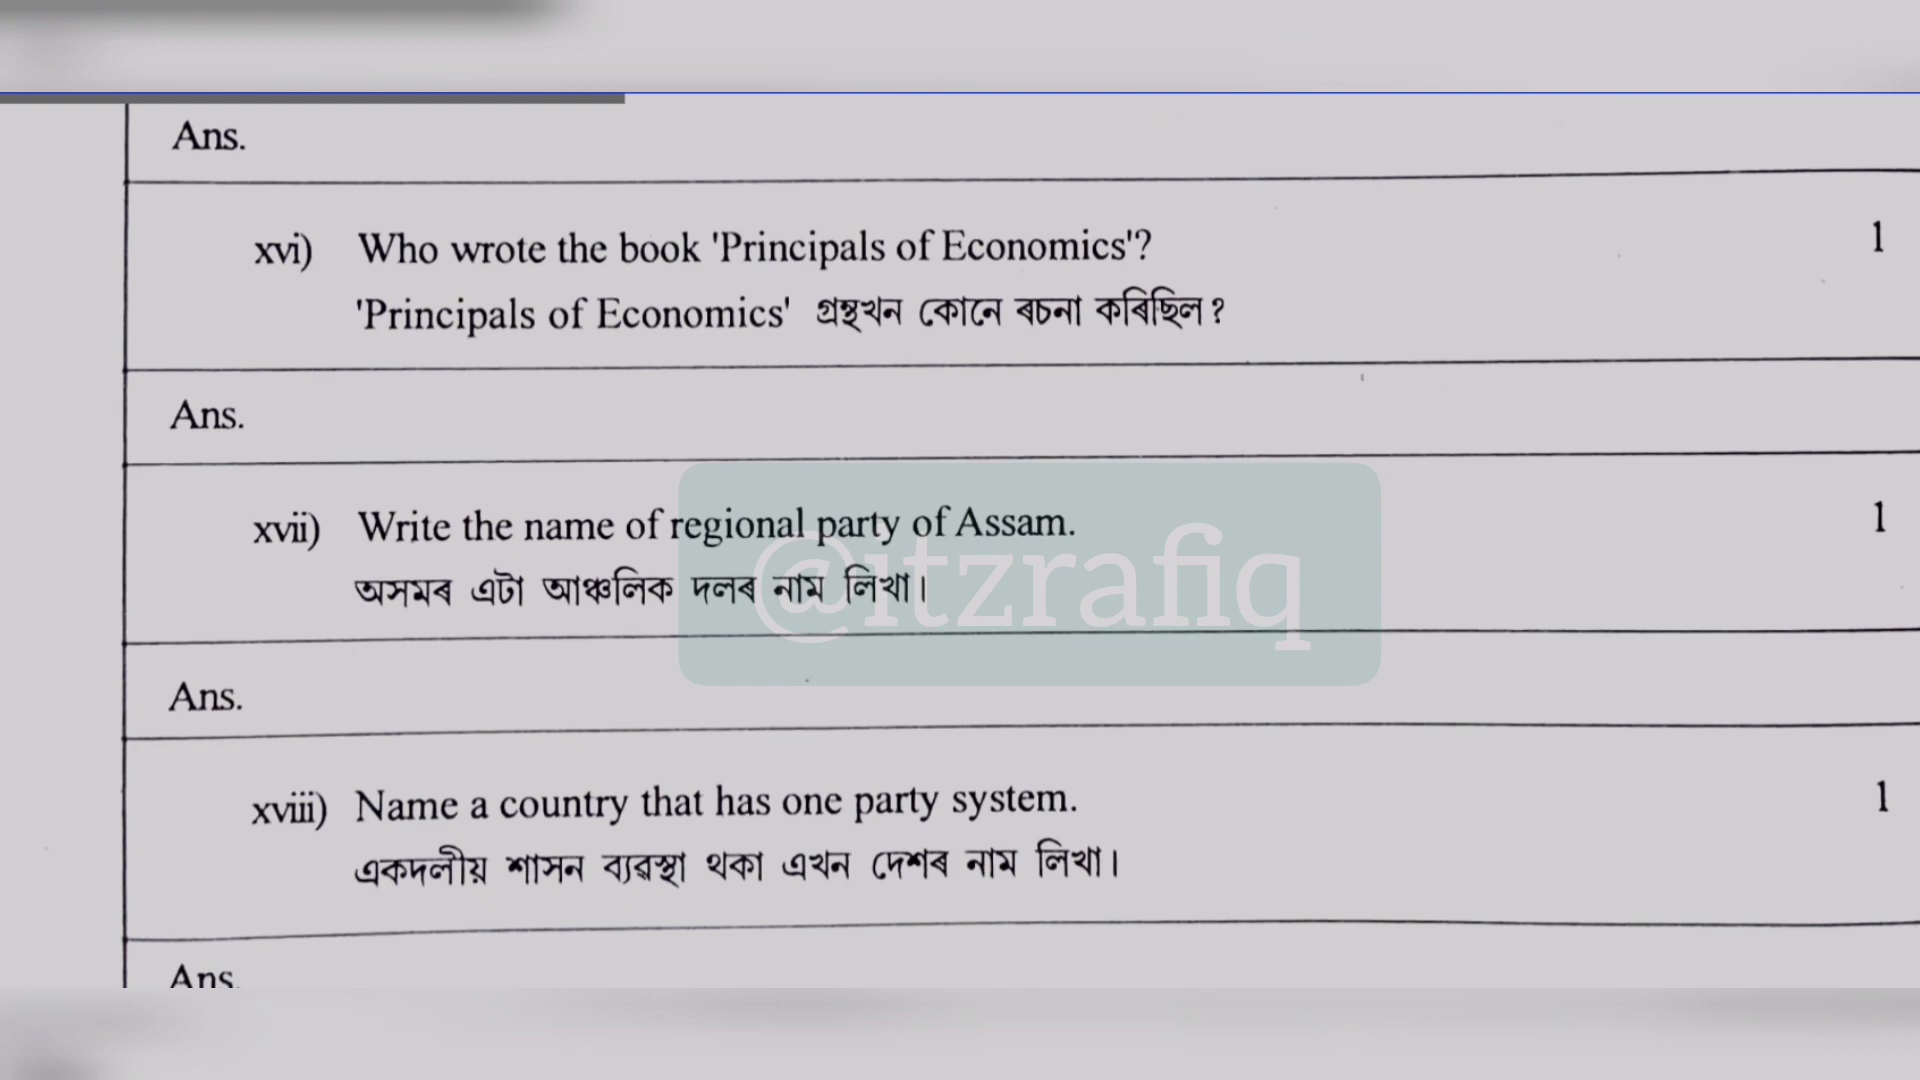 Ans.
xvi) Who wrote the book 'Principals of Economics'? 1
'Principals of Economics' গ্ৰন্থখন কোনে ৰচনা কৰিছিল?
Ans.
xvii) Write the name of regional party of Assam. 1
অসমৰ এটা আঞ্চলিক দলৰ নাম লিখা।
@itzrafiq
Ans.
xviii) Name a country that has one party system. 1
একদলীয় শাসন ব্যৱস্থা থকা এখন দেশৰ নাম লিখা।
Ans.